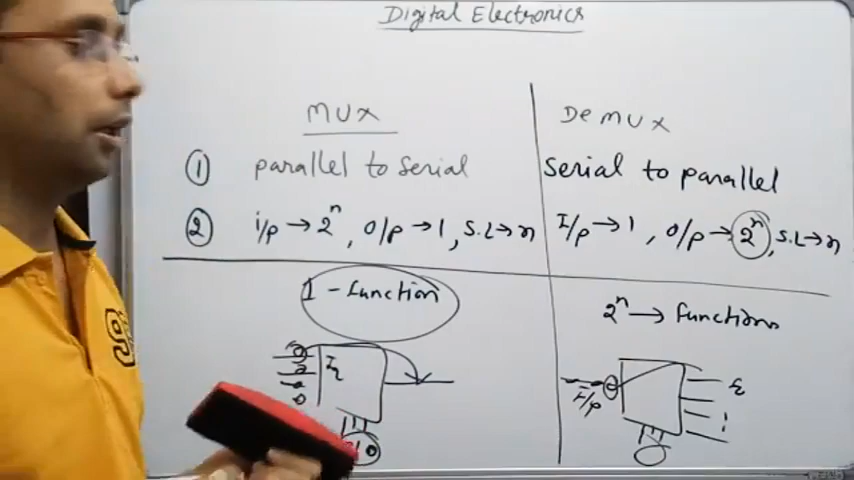 Digital Electronics
MUX
DeMUX
① parallel to Serial
Serial to parallel
② i/p → 2ⁿ, O/p → 1, S.L → n
I/p → 1, O/p → 2ⁿ, S.L → n
1 - function
2ⁿ → functions
I/p